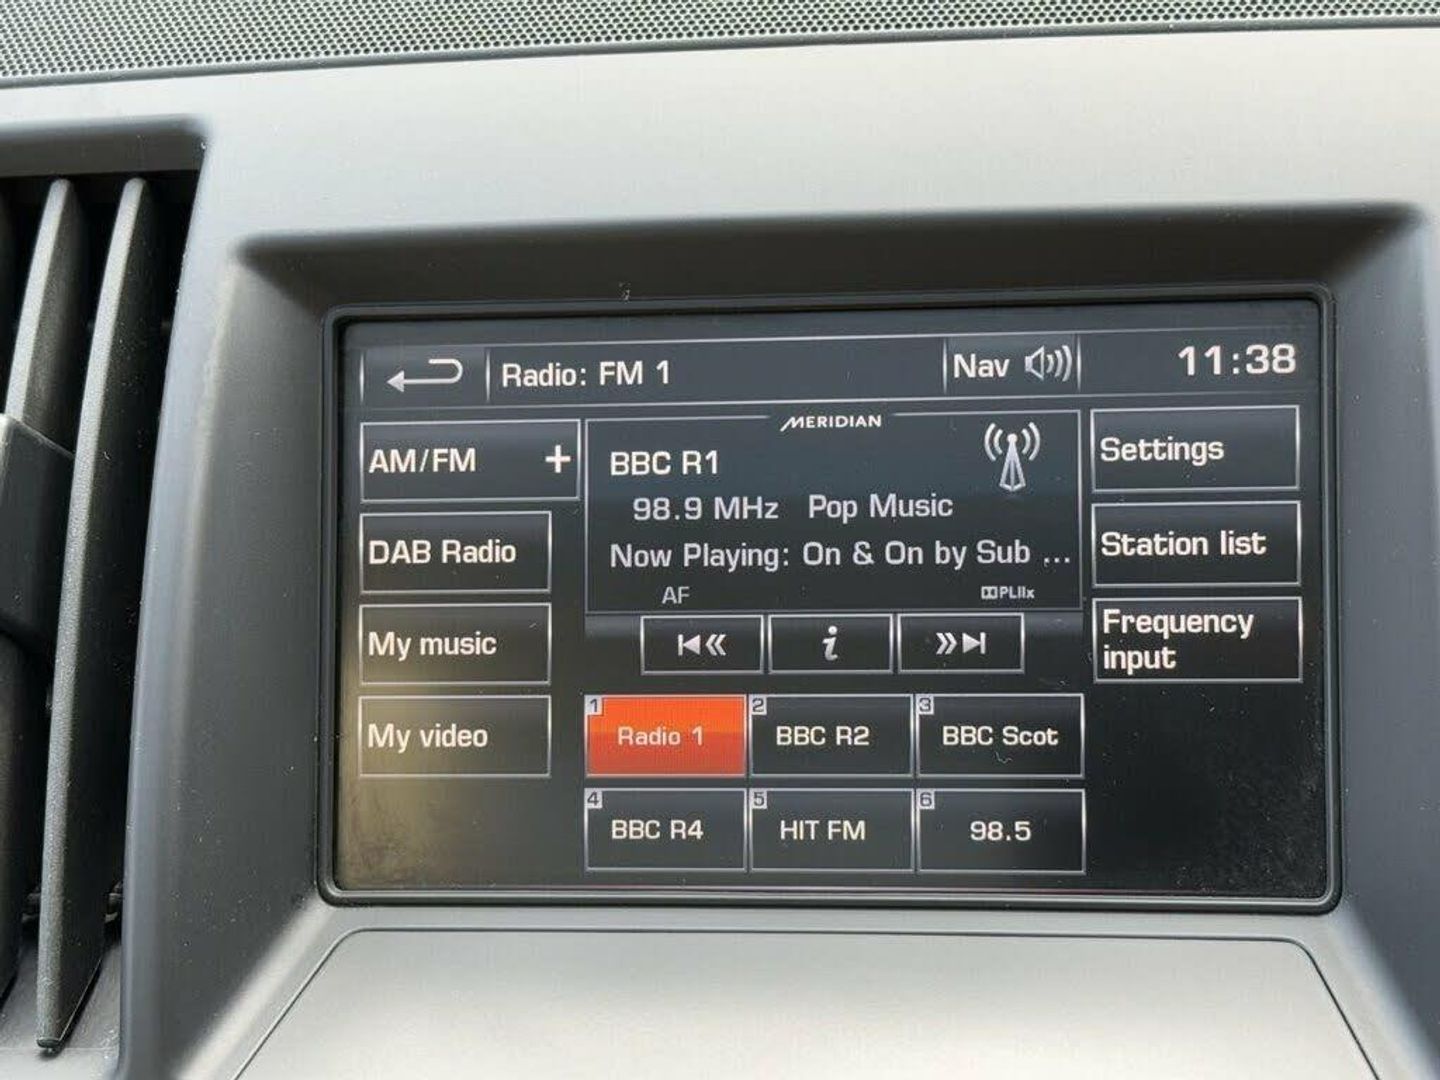 Radio: FM 1
Nav
11:38
MERIDIAN
AM/FM +
BBC R1
Settings
98.9 MHz Pop Music
DAB Radio
Now Playing: On & On by Sub ...
Station list
AF
PLIIx
My music
i
Frequency
input
My video
1
Radio 1
2
BBC R2
3
BBC Scot
4
BBC R4
5
HIT FM
6
98.5